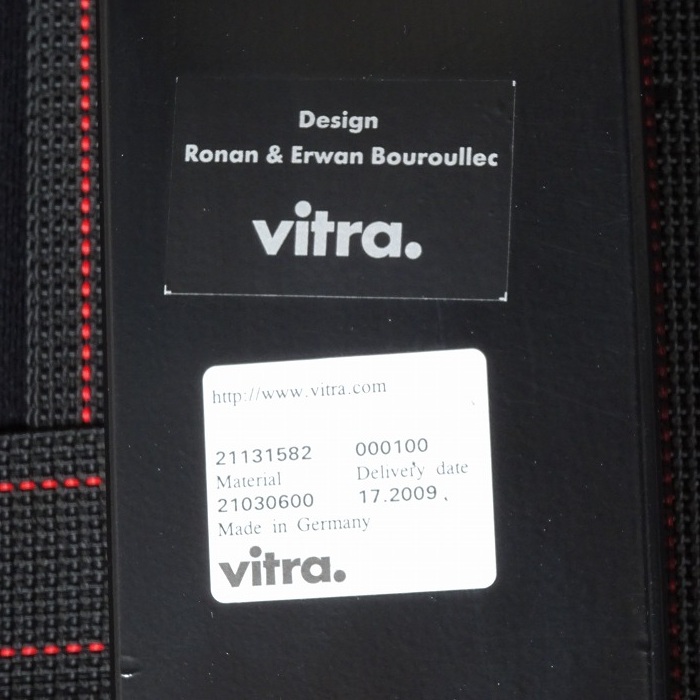 Design
Ronan & Erwan Bouroullec
vitra.
http://www.vitra.com
21131582 000100
Material Delivery date
21030600 17.2009
Made in Germany
vitra.